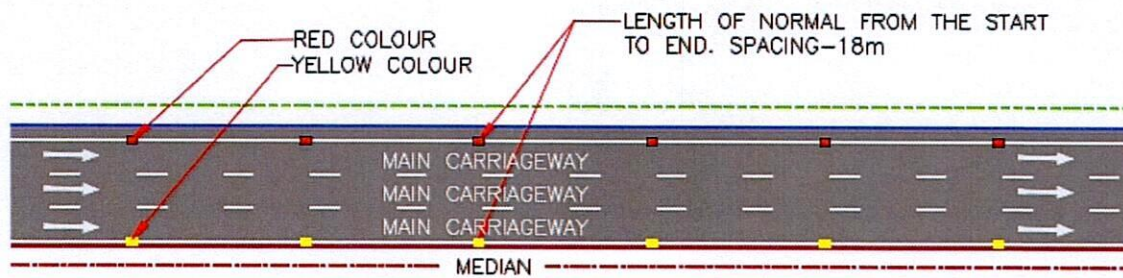 LENGTH OF NORMAL FROM THE START
TO END. SPACING-18m
RED COLOUR
YELLOW COLOUR
MAIN CARRIAGEWAY
MAIN CARRIAGEWAY
MAIN CARRIAGEWAY
MEDIAN